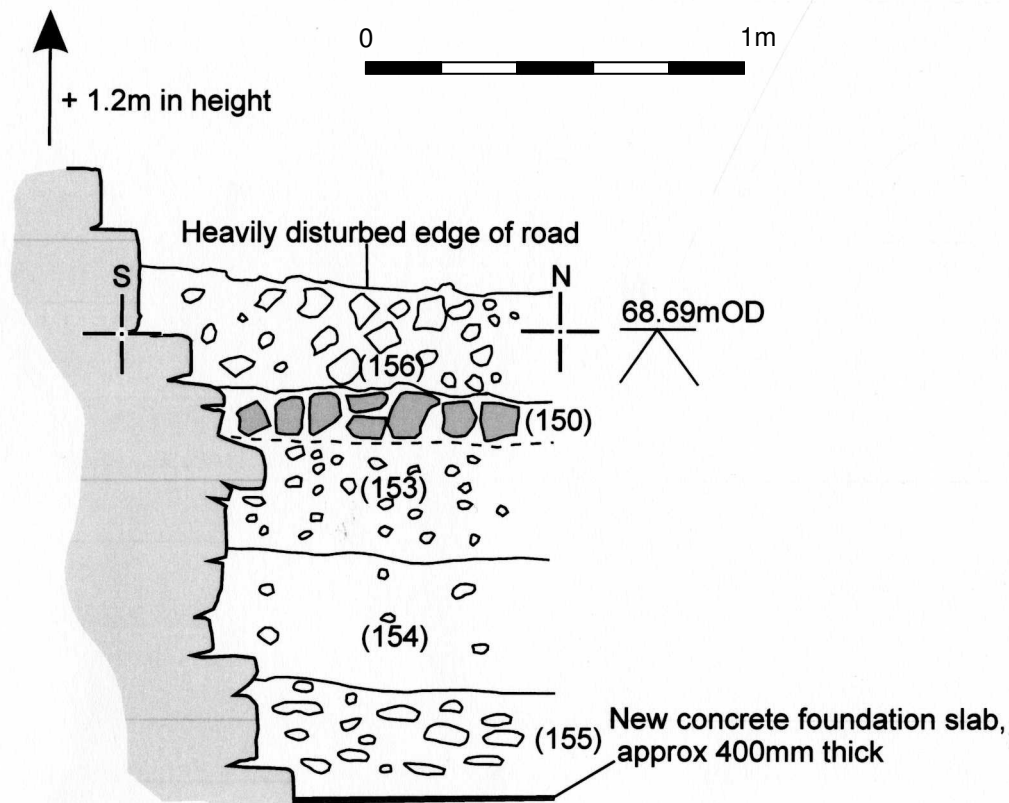 0 1m
+ 1.2m in height
Heavily disturbed edge of road
S N
68.69mOD
(156)
(150)
(153)
(154)
(155)
New concrete foundation slab,
approx 400mm thick